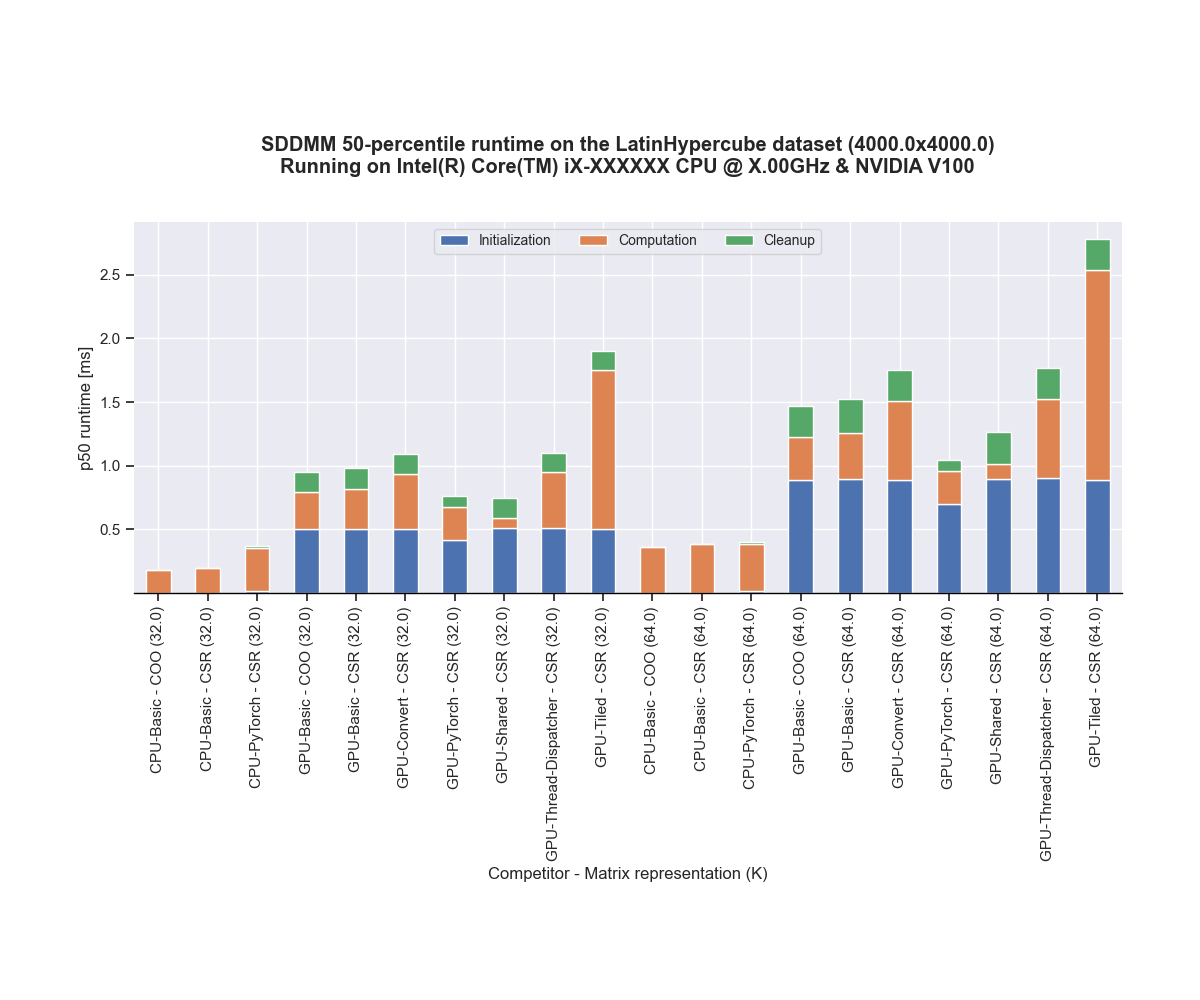 SDDMM 50-percentile runtime on the LatinHypercube dataset (4000.0x4000.0)
Running on Intel(R) Core(TM) iX-XXXXXX CPU @ X.00GHz & NVIDIA V100
Initialization
Computation
Cleanup
p50 runtime [ms]
2.5
2.0
1.5
1.0
0.5
CPU-Basic - COO (32.0)
CPU-Basic - CSR (32.0)
CPU-PyTorch - CSR (32.0)
GPU-Basic - COO (32.0)
GPU-Basic - CSR (32.0)
GPU-Convert - CSR (32.0)
GPU-PyTorch - CSR (32.0)
GPU-Shared - CSR (32.0)
GPU-Thread-Dispatcher - CSR (32.0)
GPU-Tiled - CSR (32.0)
CPU-Basic - COO (64.0)
CPU-Basic - CSR (64.0)
CPU-PyTorch - CSR (64.0)
GPU-Basic - COO (64.0)
GPU-Basic - CSR (64.0)
GPU-Convert - CSR (64.0)
GPU-PyTorch - CSR (64.0)
GPU-Shared - CSR (64.0)
GPU-Thread-Dispatcher - CSR (64.0)
GPU-Tiled - CSR (64.0)
Competitor - Matrix representation (K)